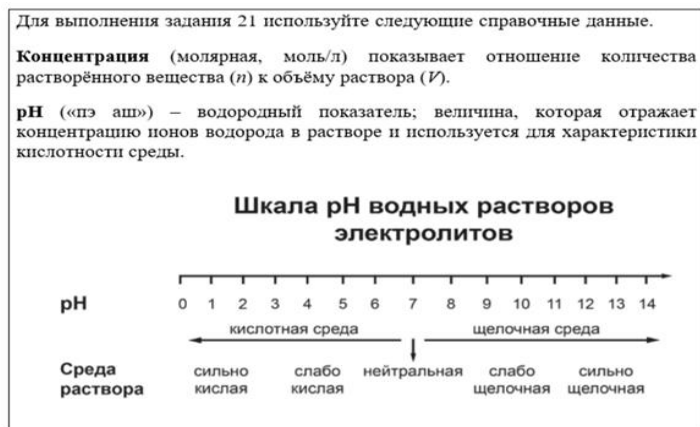 Для выполнения задания 21 используйте следующие справочные данные.
Концентрация (молярная, моль/л) показывает отношение количества
растворённого вещества (n) к объёму раствора (V).
pH («пэ аш») – водородный показатель; величина, которая отражает
концентрацию ионов водорода в растворе и используется для характеристики
кислотности среды.
Шкала pH водных растворов
электролитов
pH 0 1 2 3 4 5 6 7 8 9 10 11 12 13 14
кислотная среда щелочная среда
Среда сильно слабо нейтральная слабо сильно
раствора кислая кислая щелочная щелочная